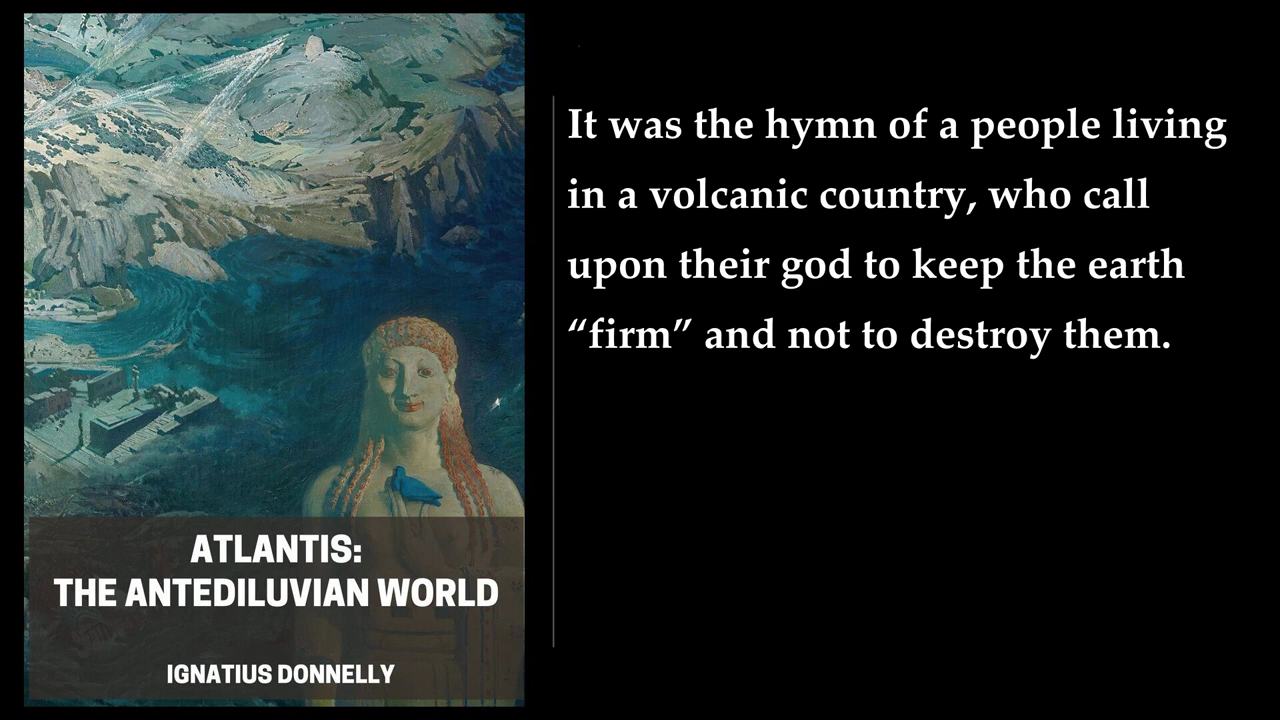 It was the hymn of a people living
in a volcanic country, who call
upon their god to keep the earth
“firm” and not to destroy them.
ATLANTIS:
THE ANTEDILUVIAN WORLD
IGNATIUS DONNELLY